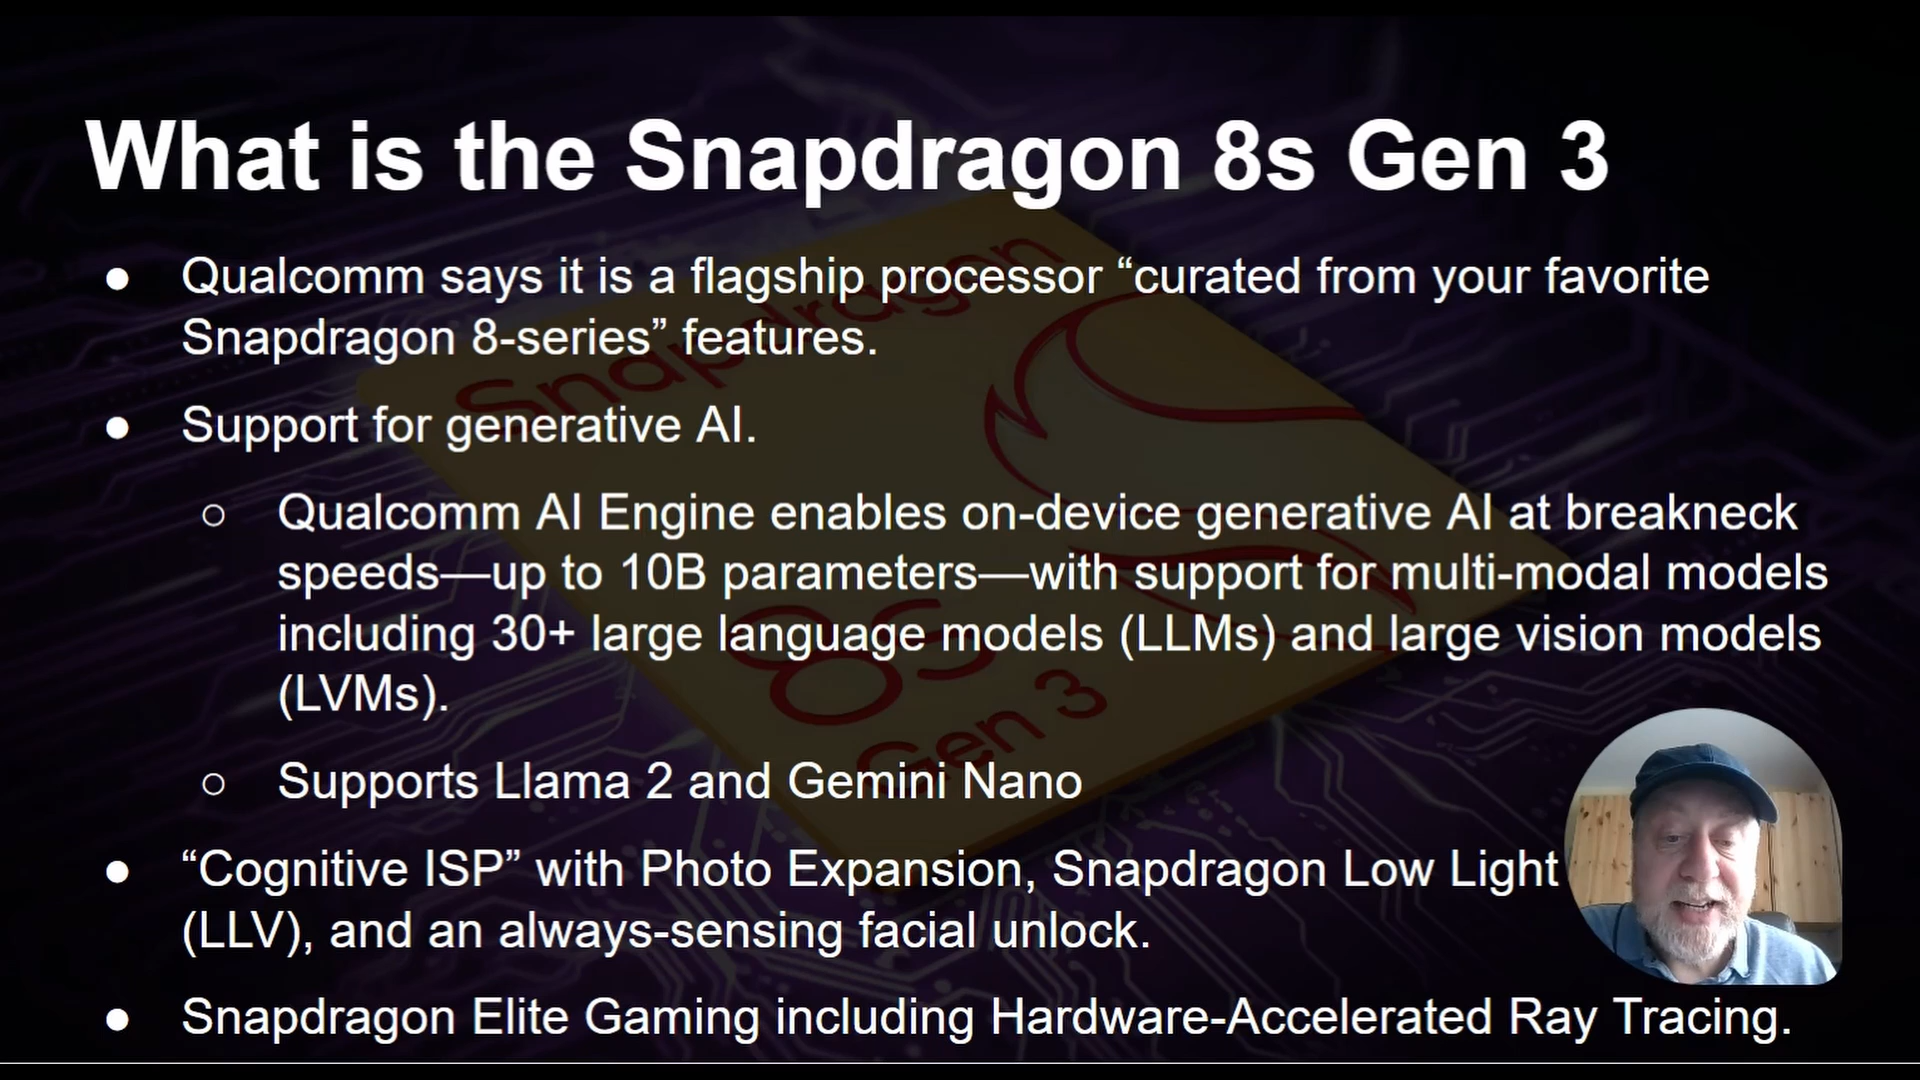 What is the Snapdragon 8s Gen 3
● Qualcomm says it is a flagship processor “curated from your favorite
Snapdragon 8-series” features.
● Support for generative AI.
○ Qualcomm AI Engine enables on-device generative AI at breakneck
speeds—up to 10B parameters—with support for multi-modal models
including 30+ large language models (LLMs) and large vision models
(LVMs).
○ Supports Llama 2 and Gemini Nano
● “Cognitive ISP” with Photo Expansion, Snapdragon Low Light
(LLV), and an always-sensing facial unlock.
● Snapdragon Elite Gaming including Hardware-Accelerated Ray Tracing.
Snapdragon
8s
Gen 3